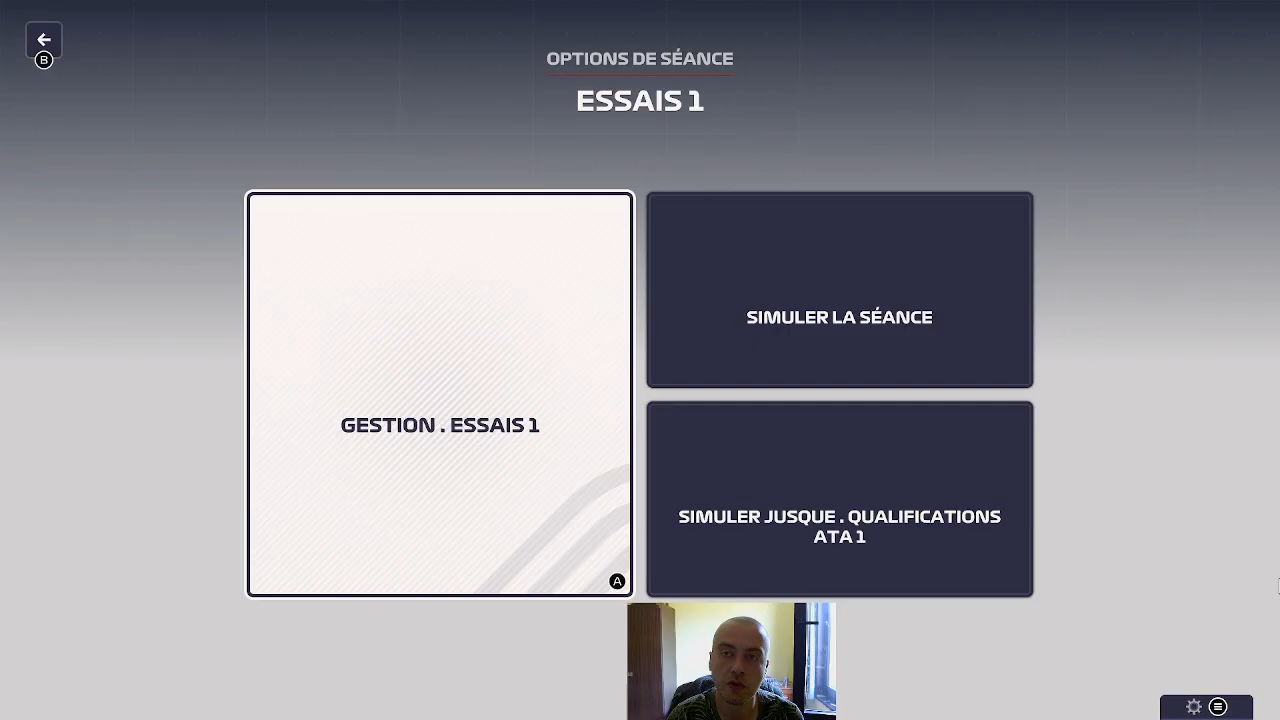 B
OPTIONS DE SÉANCE
ESSAIS 1
GESTION . ESSAIS 1
A
SIMULER LA SÉANCE
SIMULER JUSQUE . QUALIFICATIONS
ATA 1